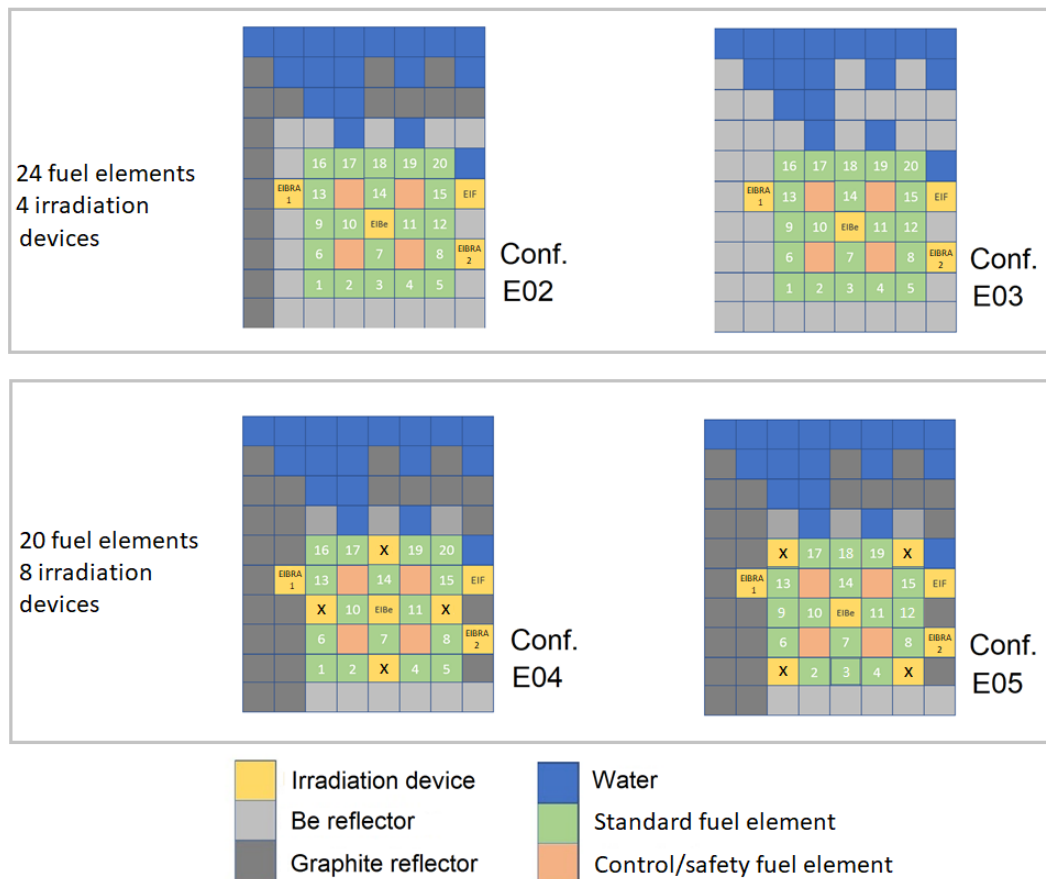 24 fuel elements
4 irradiation
devices
16 17 18 19 20
EIBRA
1
13 14 15 EIF
9 10 EIBe 11 12
6 7 8 EIBRA
2
1 2 3 4 5
Conf.
E02
16 17 18 19 20
EIBRA
1
13 14 15 EIF
9 10 EIBe 11 12
6 7 8 EIBRA
2
1 2 3 4 5
Conf.
E03
20 fuel elements
8 irradiation
devices
16 17 X 19 20
EIBRA
1
13 14 15 EIF
X 10 EIBe 11 X
6 7 8 EIBRA
2
1 2 X 4 5
Conf.
E04
X 17 18 19 X
EIBRA
1
13 14 15 EIF
9 10 EIBe 11 12
6 7 8 EIBRA
2
X 2 3 4 X
Conf.
E05
Irradiation device
Be reflector
Graphite reflector
Water
Standard fuel element
Control/safety fuel element